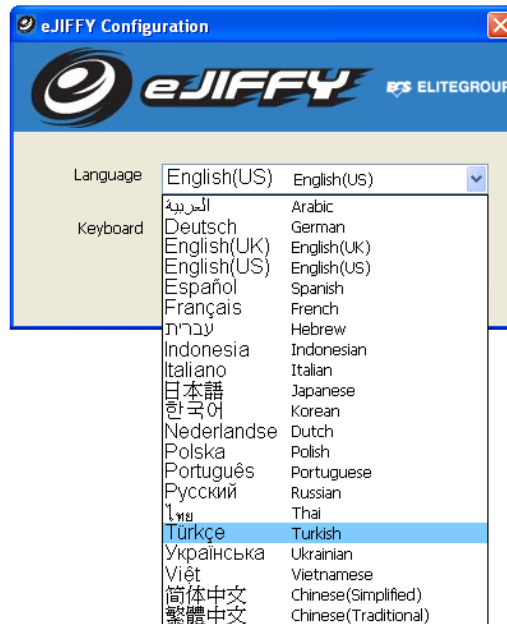 eJIFFY Configuration
eJIFFY ECS ELITEGROUP
Language English(US) English(US)
العربية Arabic
Keyboard Deutsch German
English(UK) English(UK)
English(US) English(US)
Español Spanish
Français French
עברית Hebrew
Indonesia Indonesian
Italiano Italian
日本語 Japanese
한국어 Korean
Nederlandse Dutch
Polska Polish
Português Portuguese
Русский Russian
ไทย Thai
Türkçe Turkish
Українська Ukrainian
Việt Vietnamese
简体中文 Chinese(Simplified)
繁體中文 Chinese(Traditional)